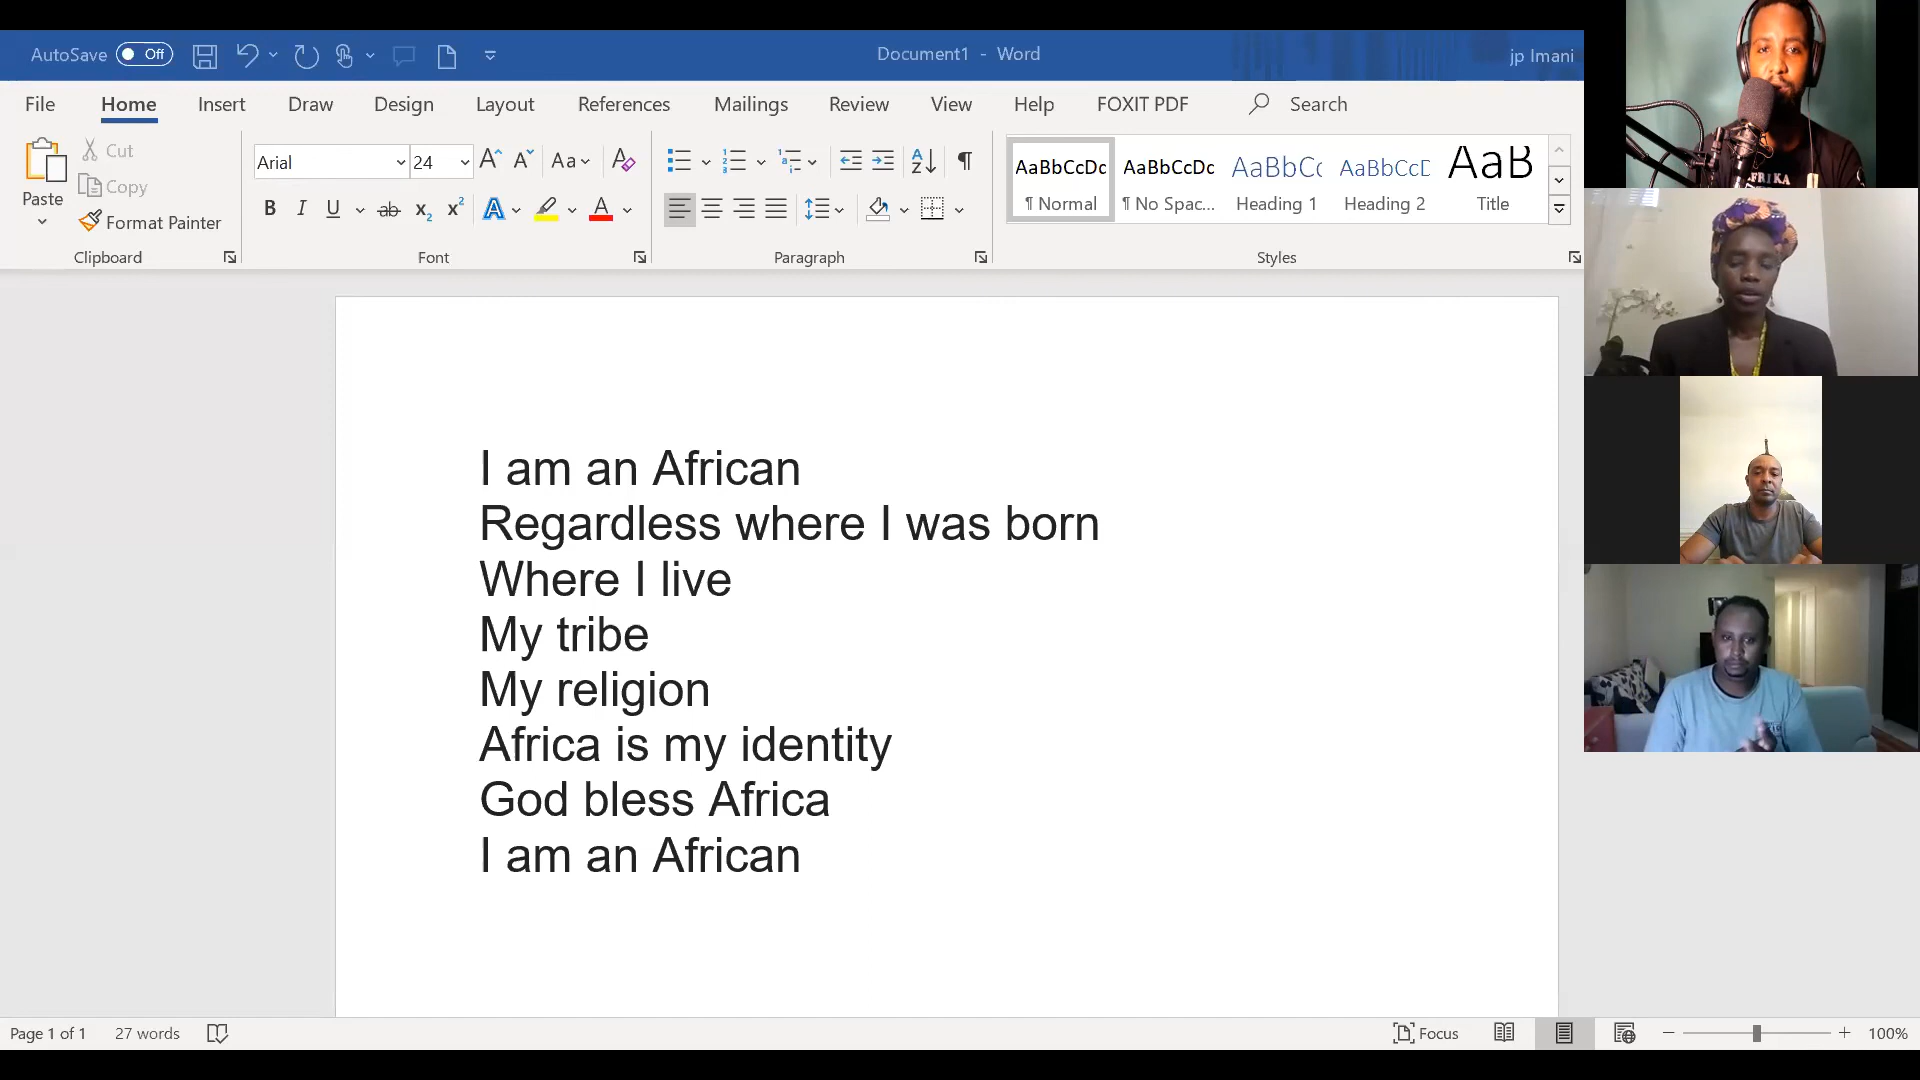 AutoSave Off Document1 - Word jp Imani
File Home Insert Draw Design Layout References Mailings Review View Help FOXIT PDF Search
Paste
Cut
Copy
Format Painter
Clipboard
Arial 24 Aa
Font
Paragraph
AaBbCcDc AaBbCcDc AaBbCc AaBbCcD AaB
¶ Normal ¶ No Spac... Heading 1 Heading 2 Title
Styles
I am an African
Regardless where I was born
Where I live
My tribe
My religion
Africa is my identity
God bless Africa
I am an African
Page 1 of 1 27 words Focus 100%